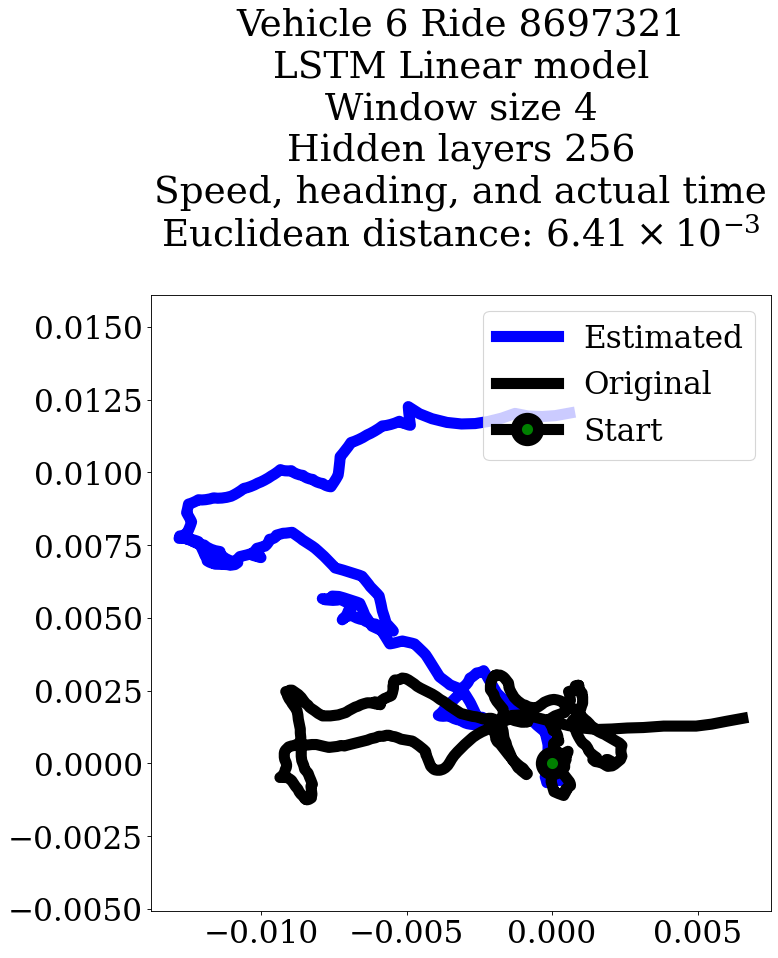 Vehicle 6 Ride 8697321
LSTM Linear model
Window size 4
Hidden layers 256
Speed, heading, and actual time
Euclidean distance: 6.41 × 10⁻³
Estimated
Original
Start
0.0150
0.0125
0.0100
0.0075
0.0050
0.0025
0.0000
−0.0025
−0.0050
−0.010 −0.005 0.000 0.005